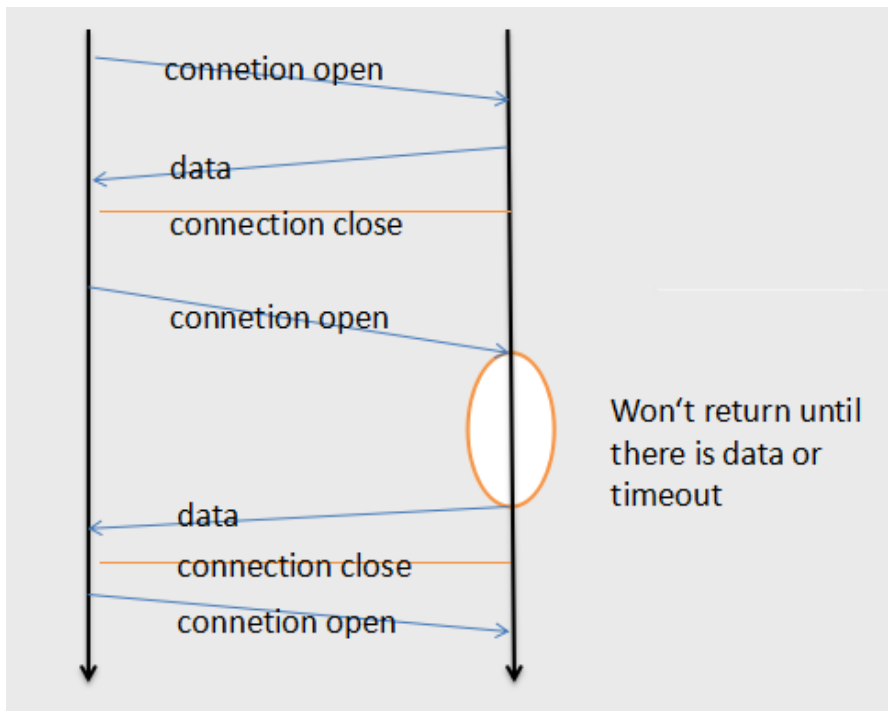 connetion open
data
connection close
connetion open
Won‘t return until
there is data or
timeout
data
connection close
connetion open